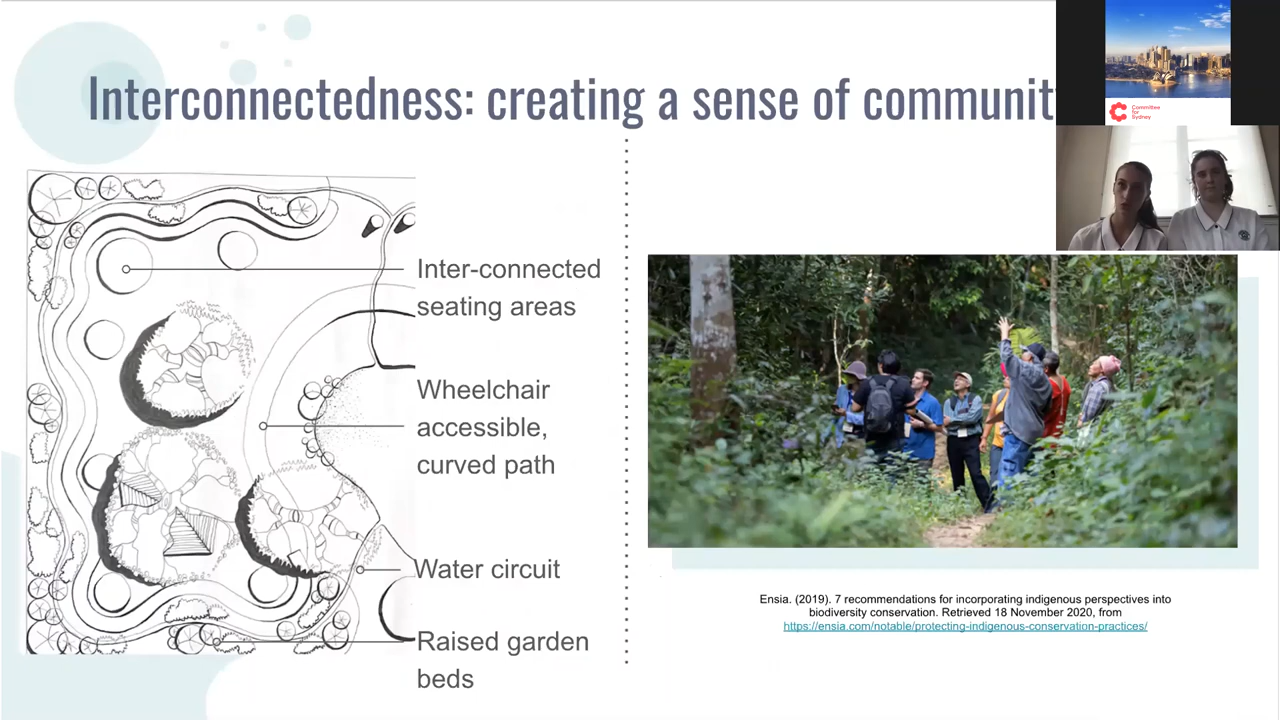 Interconnectedness: creating a sense of communit
Committee
for
Sydney
Inter-connected
seating areas
Wheelchair
accessible,
curved path
Water circuit
Raised garden
beds
Ensia. (2019). 7 recommendations for incorporating indigenous perspectives into
biodiversity conservation. Retrieved 18 November 2020, from
https://ensia.com/notable/protecting-indigenous-conservation-practices/